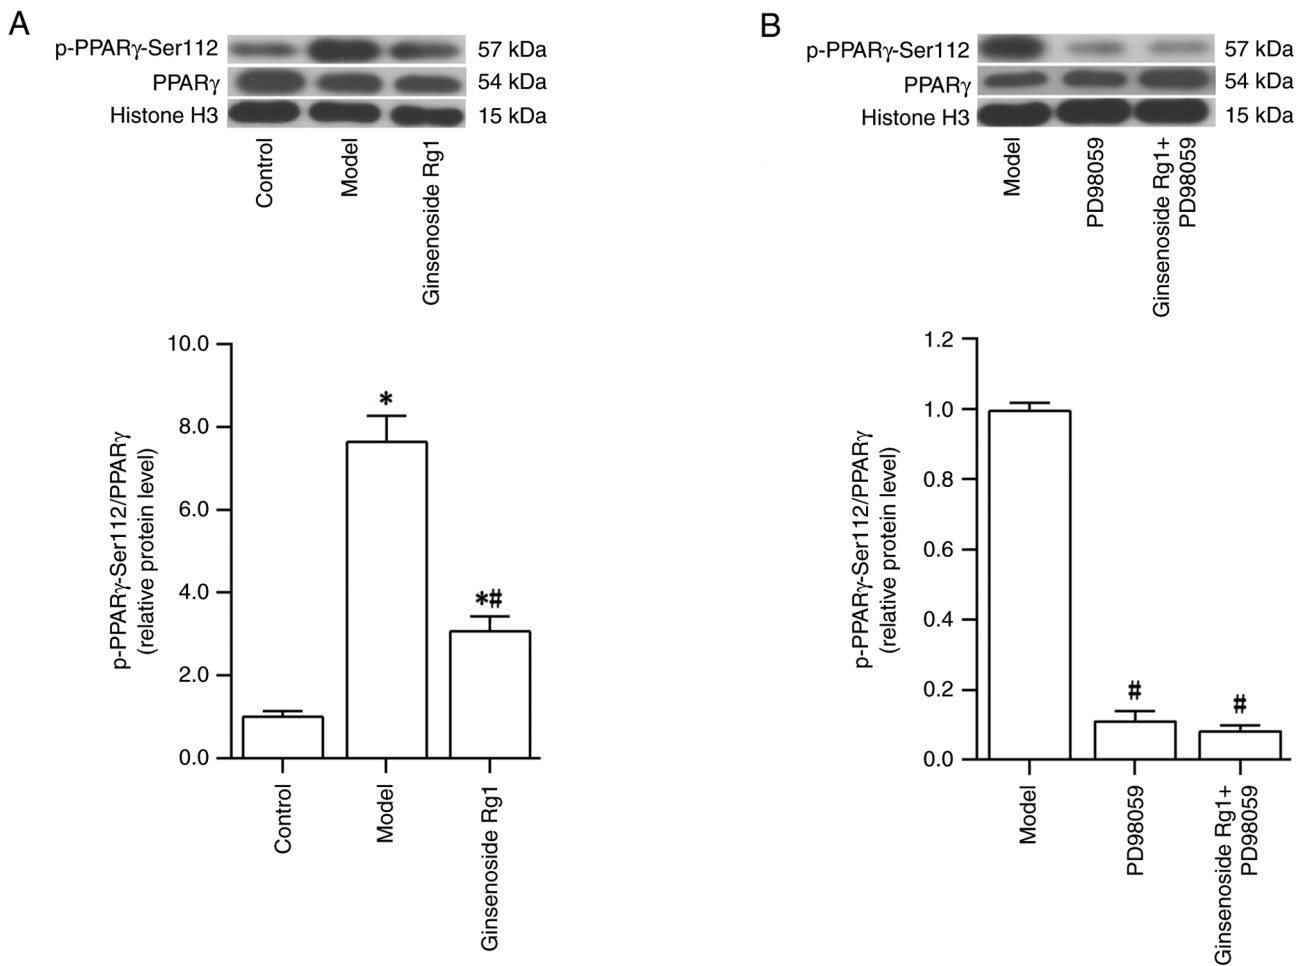 A
p-PPARγ-Ser112 57 kDa
PPARγ 54 kDa
Histone H3 15 kDa
Control
Model
Ginsenoside Rg1
10.0
8.0
6.0
4.0
2.0
0.0
p-PPARγ-Ser112/PPARγ
(relative protein level)
*
*#
Control
Model
Ginsenoside Rg1
B
p-PPARγ-Ser112 57 kDa
PPARγ 54 kDa
Histone H3 15 kDa
Model
PD98059
Ginsenoside Rg1+
PD98059
1.2
1.0
0.8
0.6
0.4
0.2
0.0
p-PPARγ-Ser112/PPARγ
(relative protein level)
#
#
Model
PD98059
Ginsenoside Rg1+
PD98059